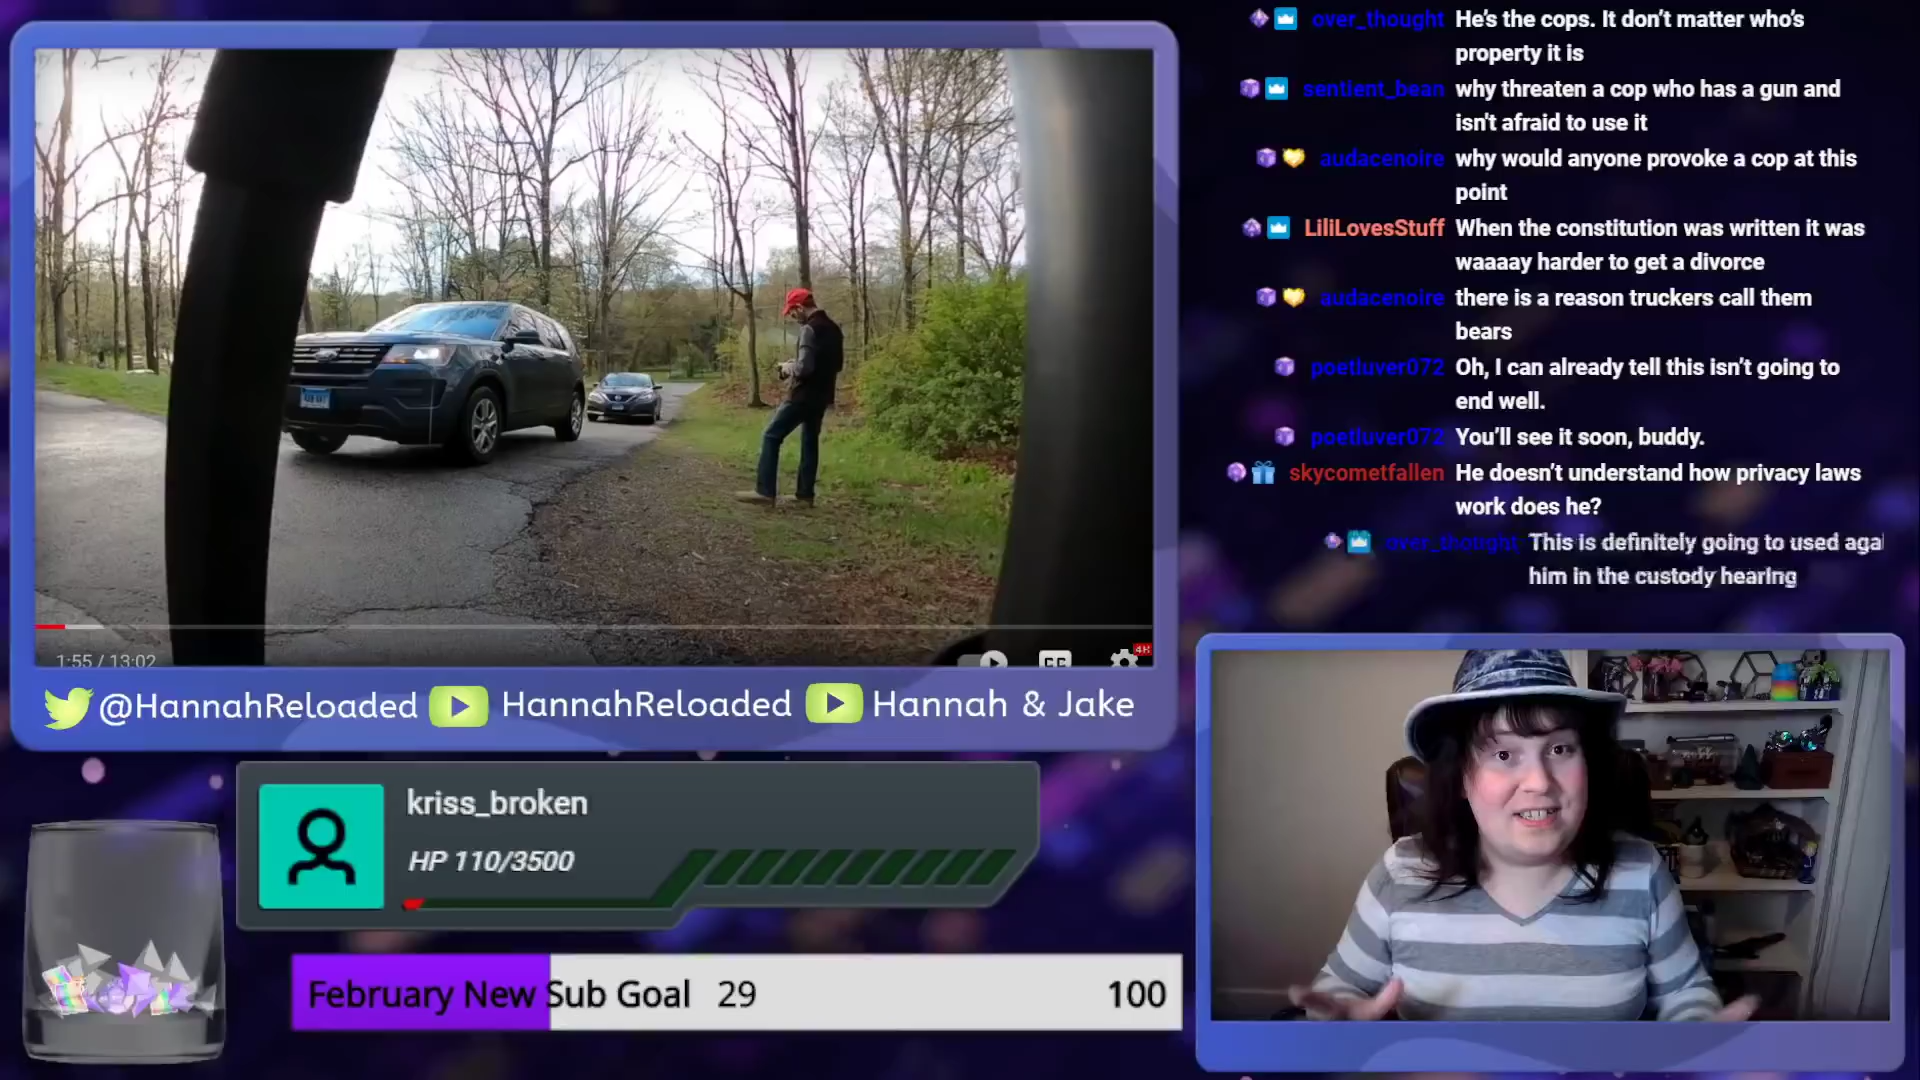 over_thought He's the cops. It don't matter who's
property it is
sentient_bean why threaten a cop who has a gun and
isn't afraid to use it
audacenoire why would anyone provoke a cop at this
point
LiliLovesStuff When the constitution was written it was
waaaay harder to get a divorce
audacenoire there is a reason truckers call them
bears
poetluver072 Oh, I can already tell this isn't going to
end well.
poetluver072 You'll see it soon, buddy.
skycometfallen He doesn't understand how privacy laws
work does he?
over_thought This is definitely going to used aga
him in the custody hearing
1:55 / 13:02
@HannahReloaded HannahReloaded Hannah & Jake
kriss_broken
HP 110/3500
February New Sub Goal 29 100